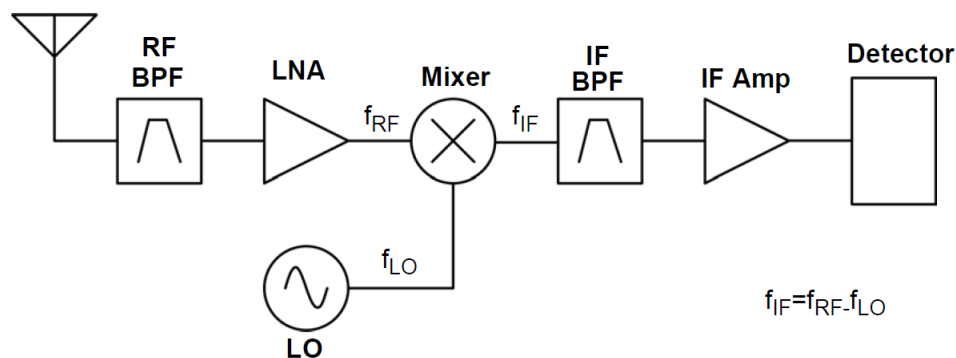 RF
BPF
LNA
Mixer
IF
BPF
IF Amp
Detector
fRF
fIF
fLO
LO
fIF=fRF-fLO